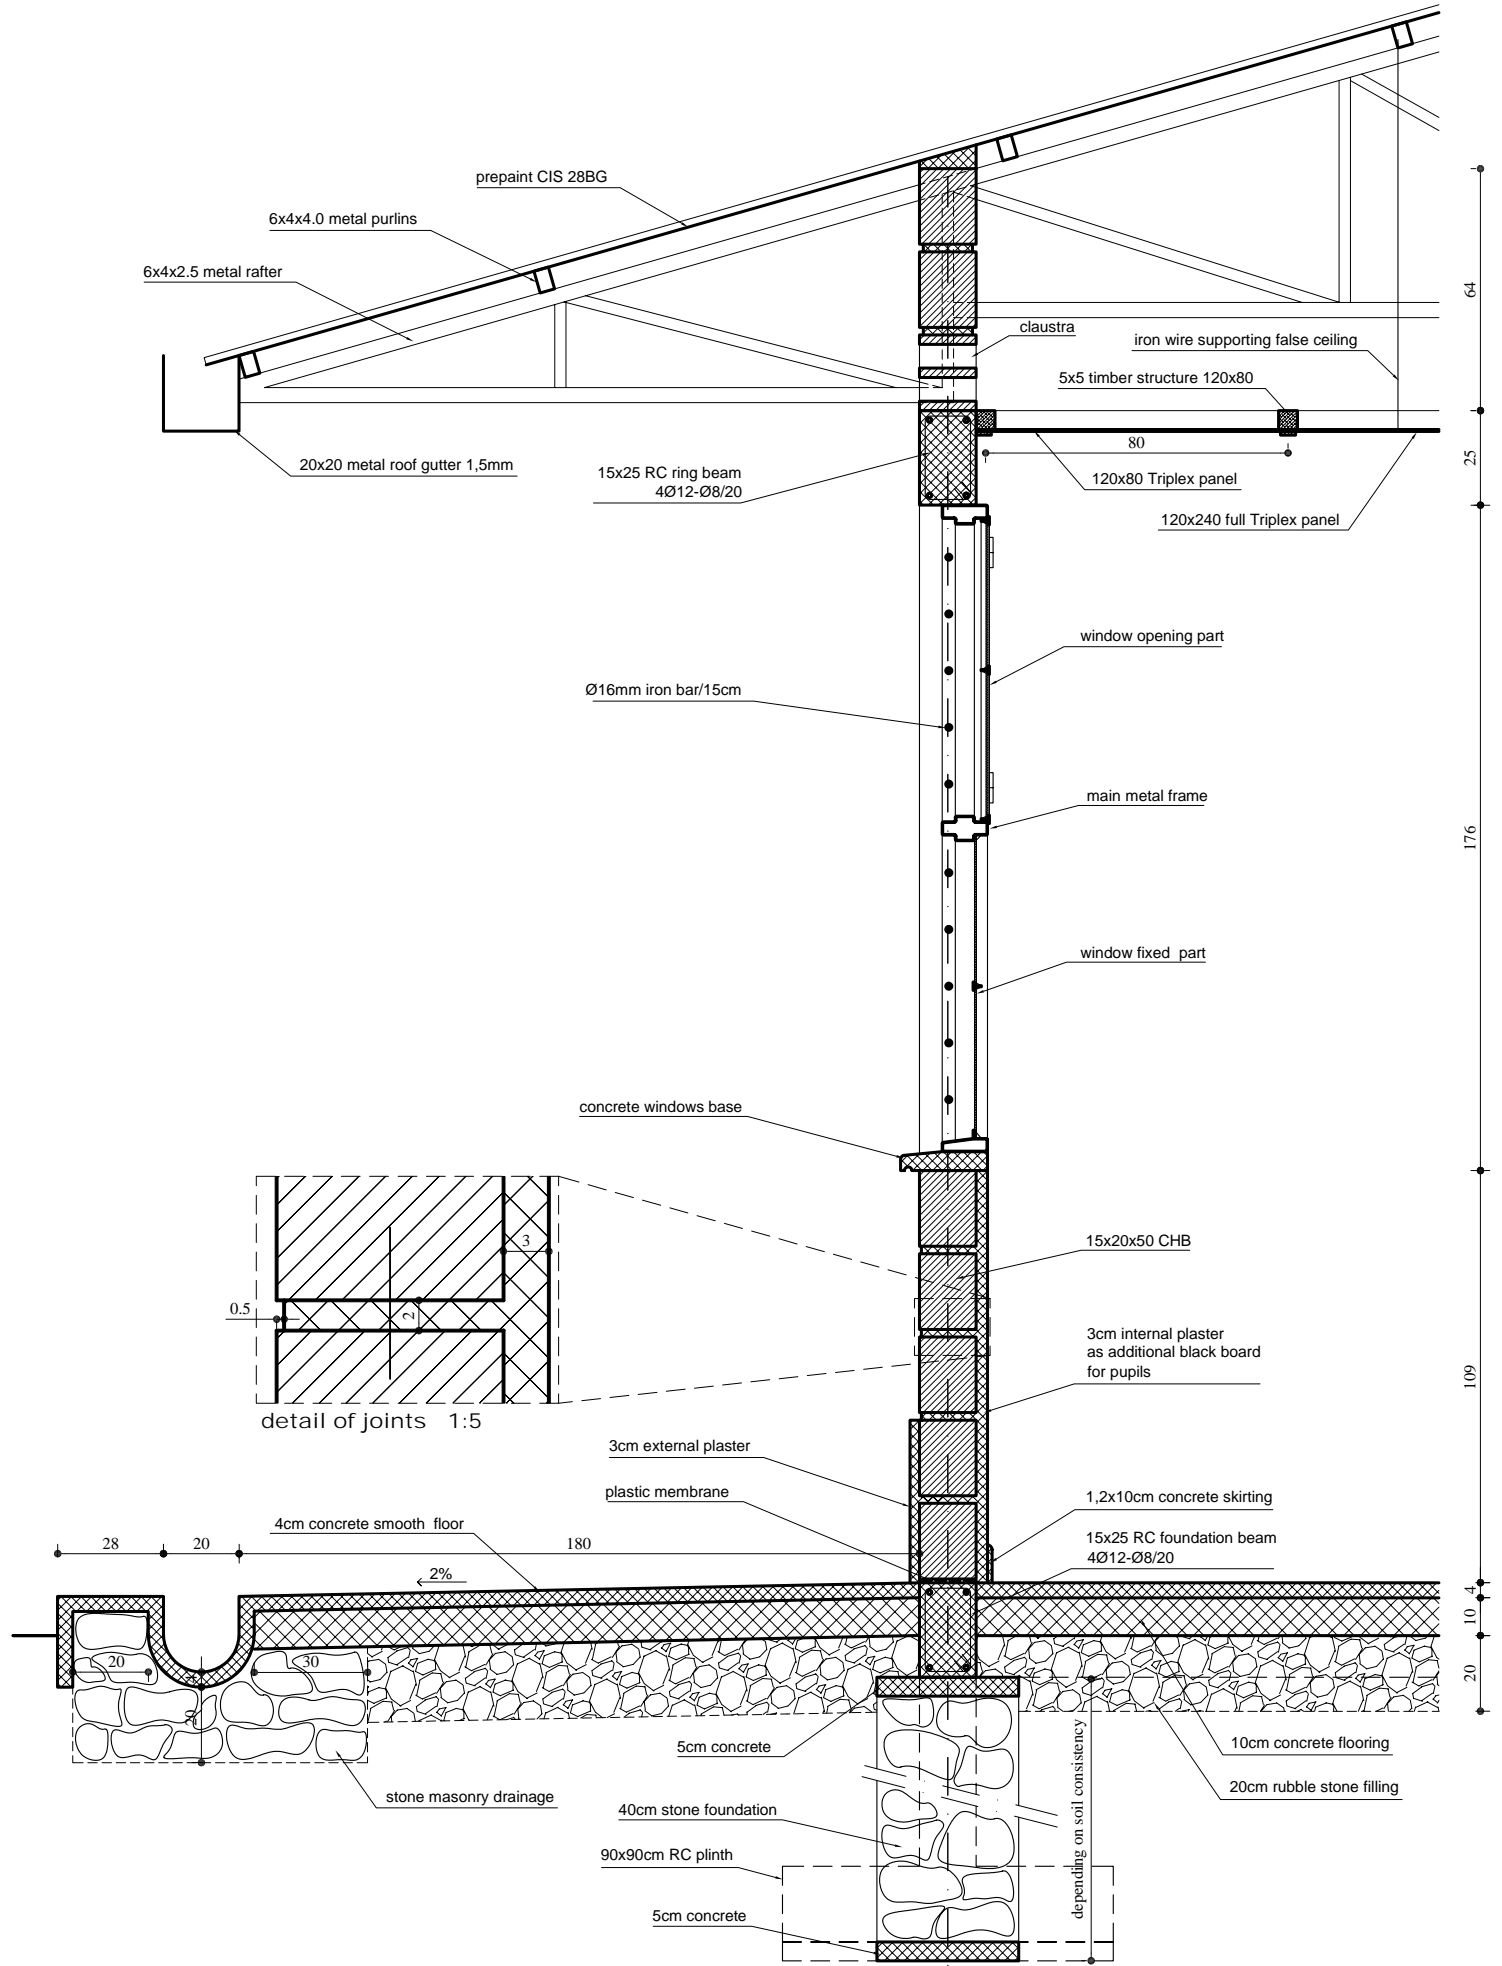 prepaint CIS 28BG
6x4x4.0 metal purlins
6x4x2.5 metal rafter
64
claustra
iron wire supporting false ceiling
5x5 timber structure 120x80
80
20x20 metal roof gutter 1,5mm
15x25 RC ring beam
4Ø12-Ø8/20
25
120x80 Triplex panel
120x240 full Triplex panel
window opening part
Ø16mm iron bar/15cm
main metal frame
176
window fixed part
concrete windows base
15x20x50 CHB
3
0.5
2
3cm internal plaster
as additional black board
for pupils
109
detail of joints 1:5
3cm external plaster
plastic membrane
1,2x10cm concrete skirting
4cm concrete smooth floor
15x25 RC foundation beam
4Ø12-Ø8/20
28
20
180
2%
4
10
20
20
30
20
5cm concrete
10cm concrete flooring
20cm rubble stone filling
stone masonry drainage
40cm stone foundation
depending on soil consistency
90x90cm RC plinth
5cm concrete